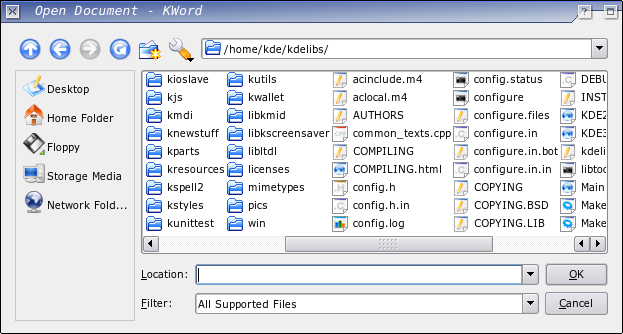 Open Document - KWord
/home/kde/kdelibs/
Desktop
Home Folder
Floppy
Storage Media
Network Fold...
kioslave kutils acinclude.m4 config.status DEBU
kjs kwallet aclocal.m4 configure INST
kmdi libkmid AUTHORS configure.files KDE2
knewstuff libkscreensaver common_texts.cpp configure.in KDE3
kparts libltdl COMPILING configure.in.bot kdeli
kresources licenses COMPILING.html configure.in.in libtoo
kspell2 mimetypes config.h COPYING Main
kstyles pics config.h.in COPYING.BSD Make
kunittest win config.log COPYING.LIB Make
Location: OK
Filter: All Supported Files Cancel